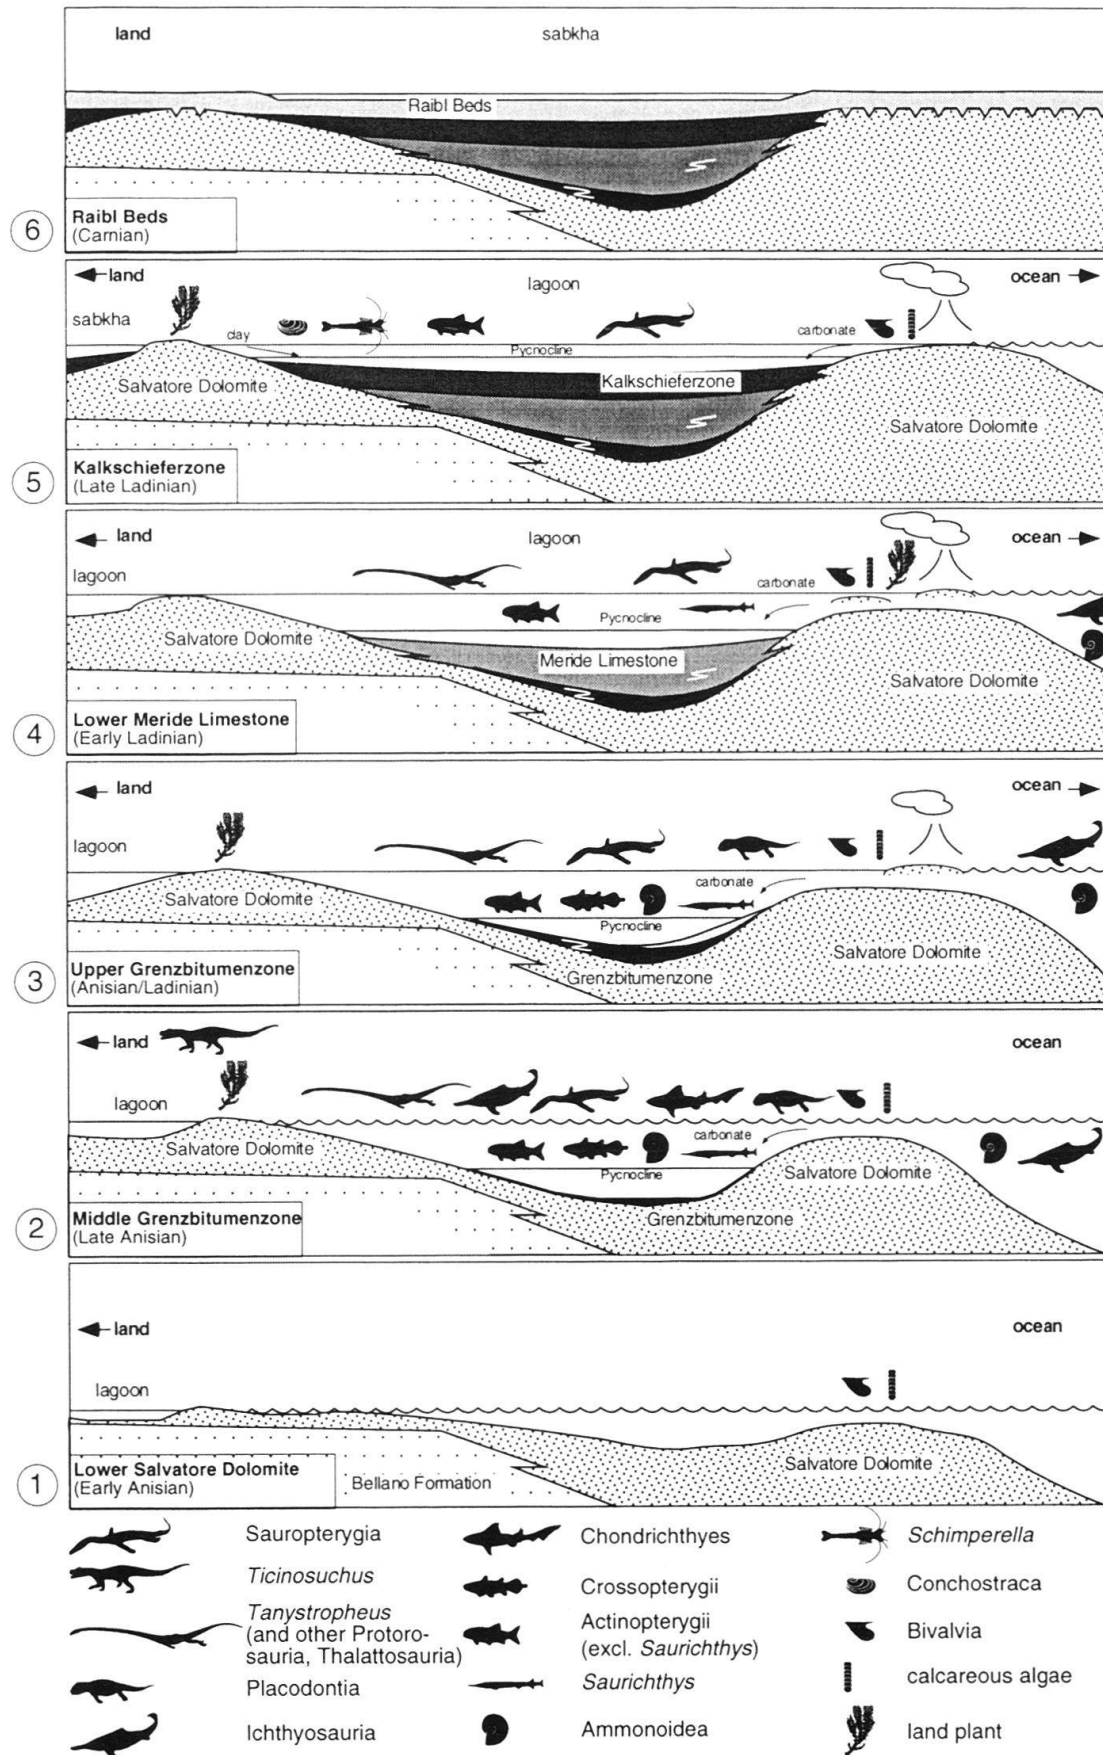 land
sabkha
Raibl Beds
6
Raibl Beds
(Carnian)
land
lagoon
ocean
sabkha
clay
carbonate
Pycnocline
Salvatore Dolomite
Kalkschieferzone
Salvatore Dolomite
5
Kalkschieferzone
(Late Ladinian)
land
lagoon
ocean
lagoon
carbonate
Pycnocline
Salvatore Dolomite
Meride Limestone
Salvatore Dolomite
4
Lower Meride Limestone
(Early Ladinian)
land
ocean
lagoon
carbonate
Salvatore Dolomite
Pycnocline
Salvatore Dolomite
Grenzbitumenzone
3
Upper Grenzbitumenzone
(Anisian/Ladinian)
land
ocean
lagoon
carbonate
Salvatore Dolomite
Pycnocline
Salvatore Dolomite
Grenzbitumenzone
2
Middle Grenzbitumenzone
(Late Anisian)
land
ocean
lagoon
Salvatore Dolomite
1
Lower Salvatore Dolomite
(Early Anisian)
Bellano Formation
Sauropterygia
Ticinosuchus
Tanystropheus
(and other Protoro-
sauria, Thalattosauria)
Placodontia
Ichthyosauria
Chondrichthyes
Crossopterygii
Actinopterygii
(excl. Saurichthys)
Saurichthys
Ammonoidea
Schimperella
Conchostraca
Bivalvia
calcareous algae
land plant